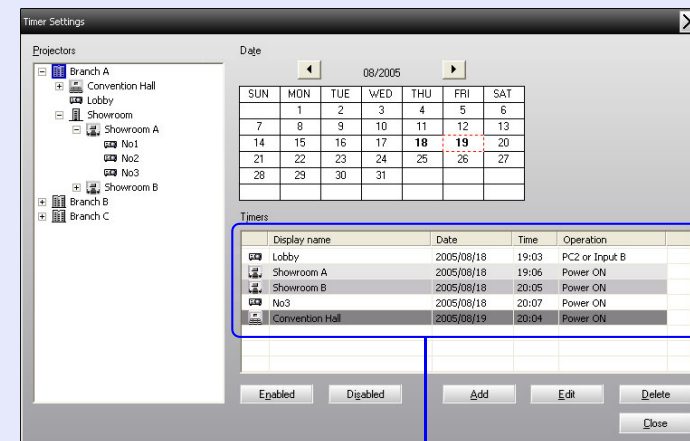 Timer Settings
Projectors
Branch A
Convention Hall
Lobby
Showroom
Showroom A
No1
No2
No3
Showroom B
Branch B
Branch C
Date
08/2005
SUN MON TUE WED THU FRI SAT
1 2 3 4 5 6
7 8 9 10 11 12 13
14 15 16 17 18 19 20
21 22 23 24 25 26 27
28 29 30 31
Timers
Display name Date Time Operation
Lobby 2005/08/18 19:03 PC2 or Input B
Showroom A 2005/08/18 19:06 Power ON
Showroom B 2005/08/18 20:05 Power ON
No3 2005/08/18 20:07 Power ON
Convention Hall 2005/08/19 20:04 Power ON
Enabled Disabled Add Edit Delete
Close